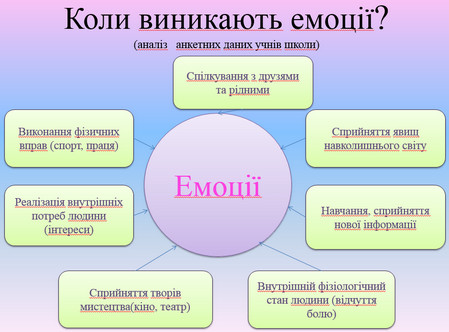 Коли виникають емоції?
(аналіз анкетних даних учнів школи)
Спілкування з друзями
та рідними
Виконання фізичних
вправ (спорт, праця)
Сприйняття явищ
навколишнього світу
Емоції
Реалізація внутрішніх
потреб людини
(інтереси)
Навчання, сприйняття
нової інформації
Сприйняття творів
мистецтва(кіно, театр)
Внутрішній фізіологічний
стан людини (відчуття
болю)